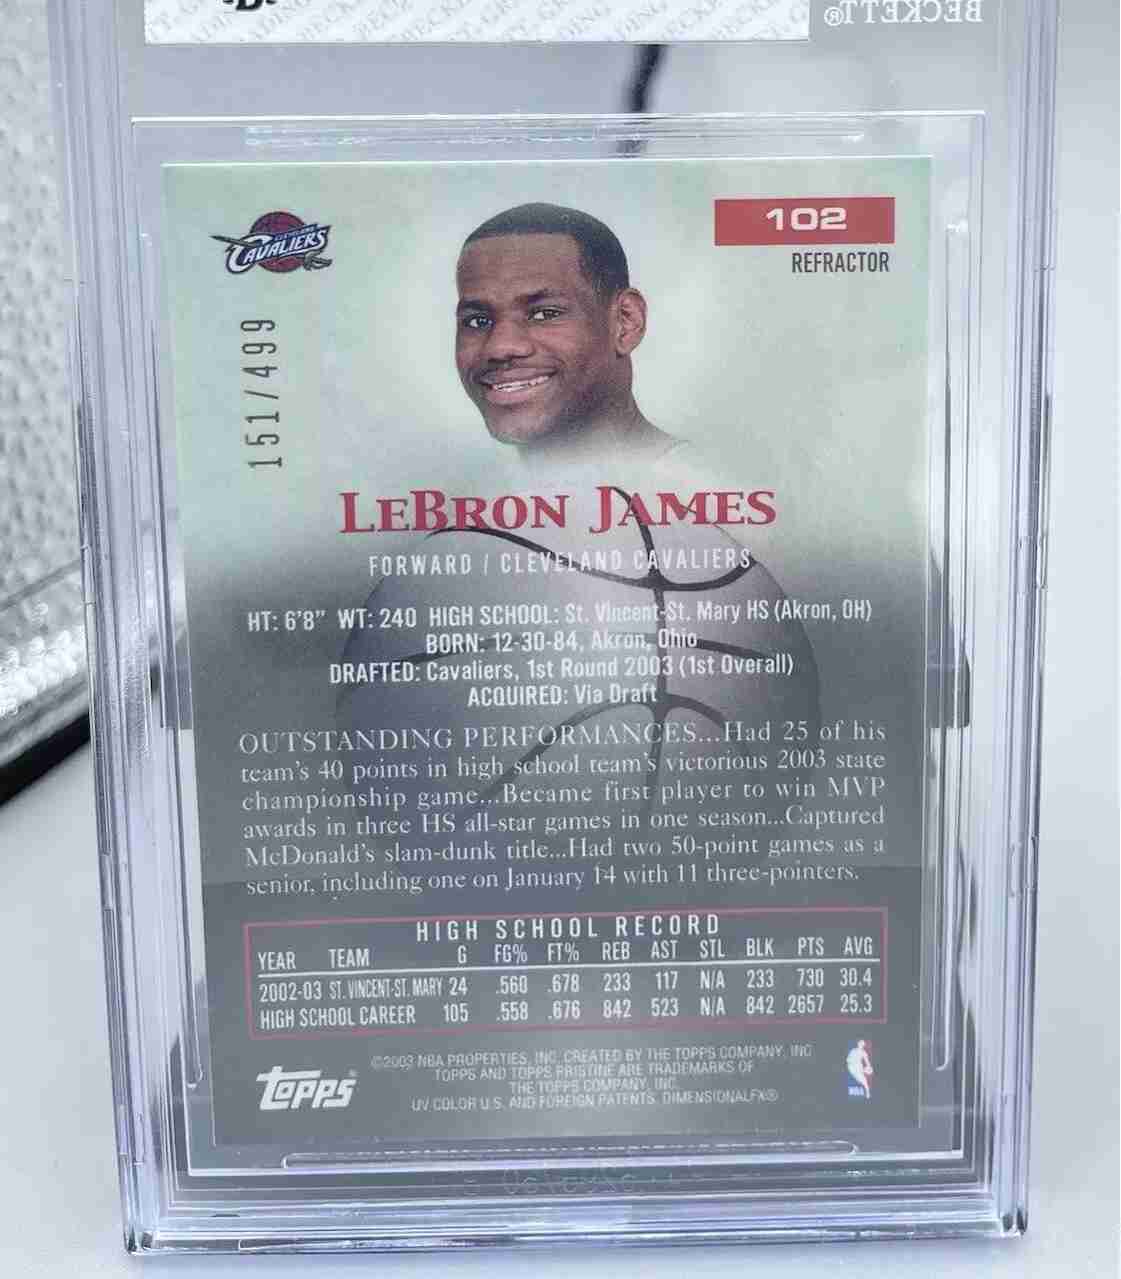 BECKETT®
102
REFRACTOR
CLEVELAND
CAVALIERS
151/499
LEBRON JAMES
FORWARD / CLEVELAND CAVALIERS
HT: 6'8" WT: 240 HIGH SCHOOL: St. Vincent-St. Mary HS (Akron, OH)
BORN: 12-30-84, Akron, Ohio
DRAFTED: Cavaliers, 1st Round 2003 (1st Overall)
ACQUIRED: Via Draft
OUTSTANDING PERFORMANCES...Had 25 of his
team's 40 points in high school team's victorious 2003 state
championship game...Became first player to win MVP
awards in three HS all-star games in one season...Captured
McDonald's slam-dunk title...Had two 50-point games as a
senior, including one on January 14 with 11 three-pointers.
HIGH SCHOOL RECORD
YEAR TEAM G FG% FT% REB AST STL BLK PTS AVG
2002-03 ST. VINCENT-ST. MARY 24 .560 .678 233 117 N/A 233 730 30.4
HIGH SCHOOL CAREER 105 .558 .676 842 523 N/A 842 2657 25.3
©2003 NBA PROPERTIES, INC. CREATED BY THE TOPPS COMPANY, INC
TOPPS AND TOPPS PRISTINE ARE TRADEMARKS OF
THE TOPPS COMPANY, INC.
UV COLOR U.S. AND FOREIGN PATENTS. DIMENSIONALFX®
TOPPS®
NBA